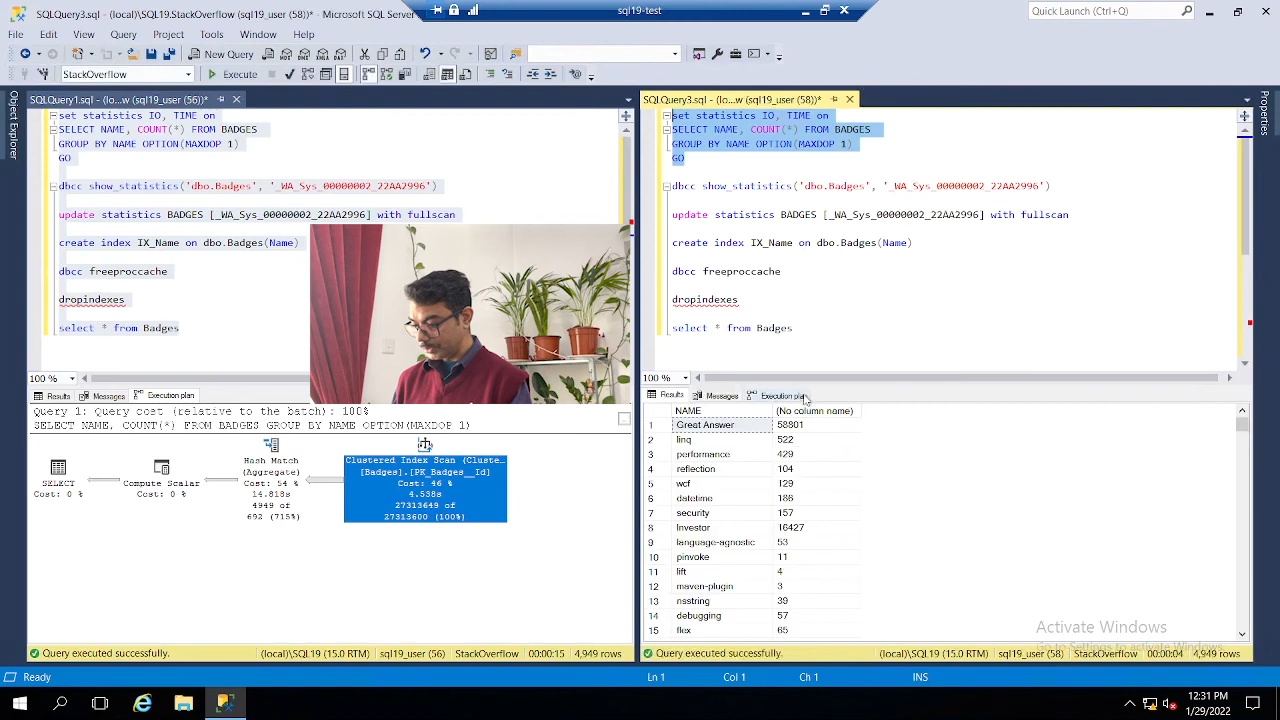 SQLQuery1.sql - (local)\SQL19.StackOverflow (sql19_user (56))* - Microsoft SQL Server
sql19-test
Quick Launch (Ctrl+Q)
File Edit View Query Project Tools Window Help
New Query
StackOverflow
Execute
Object Explorer
SQLQuery1.sql - (lo...w (sql19_user (56))*
set statistics IO, TIME on
SELECT NAME, COUNT(*) FROM BADGES
GROUP BY NAME OPTION(MAXDOP 1)
GO
dbcc show_statistics('dbo.Badges', '_WA_Sys_00000002_22AA2996')
update statistics BADGES [_WA_Sys_00000002_22AA2996] with fullscan
create index IX_Name on dbo.Badges(Name)
dbcc freeproccache
dropindexes
select * from Badges
100 %
Results Messages Execution plan
Query 1: Query cost (relative to the batch): 100%
SELECT NAME, COUNT(*) FROM BADGES GROUP BY NAME OPTION(MAXDOP 1)
SELECT
Cost: 0 %
Compute Scalar
Cost: 0 %
Hash Match
(Aggregate)
Cost: 54 %
14.818s
4949 of
692 (715%)
Clustered Index Scan (Cluste...
[Badges].[PK_Badges__Id]
Cost: 46 %
4.538s
27313649 of
27313600 (100%)
Query executed successfully. (local)\SQL19 (15.0 RTM) sql19_user (56) StackOverflow 00:00:15 4,949 rows
SQLQuery3.sql - (lo...w (sql19_user (58))*
set statistics IO, TIME on
SELECT NAME, COUNT(*) FROM BADGES
GROUP BY NAME OPTION(MAXDOP 1)
GO
dbcc show_statistics('dbo.Badges', '_WA_Sys_00000002_22AA2996')
update statistics BADGES [_WA_Sys_00000002_22AA2996] with fullscan
create index IX_Name on dbo.Badges(Name)
dbcc freeproccache
dropindexes
select * from Badges
100 %
Results Messages Execution plan
NAME (No column name)
1 Great Answer 58801
2 linq 522
3 performance 429
4 reflection 104
5 wcf 129
6 datetime 186
7 security 157
8 Investor 16427
9 language-agnostic 53
10 pinvoke 11
11 lift 4
12 maven-plugin 3
13 nsstring 39
14 debugging 57
15 flex 65
Activate Windows
Go to Settings to activate Windows.
Query executed successfully. (local)\SQL19 (15.0 RTM) sql19_user (58) StackOverflow 00:00:04 4,949 rows
Properties
Ready Ln 1 Col 1 Ch 1 INS
12:31 PM
1/29/2022